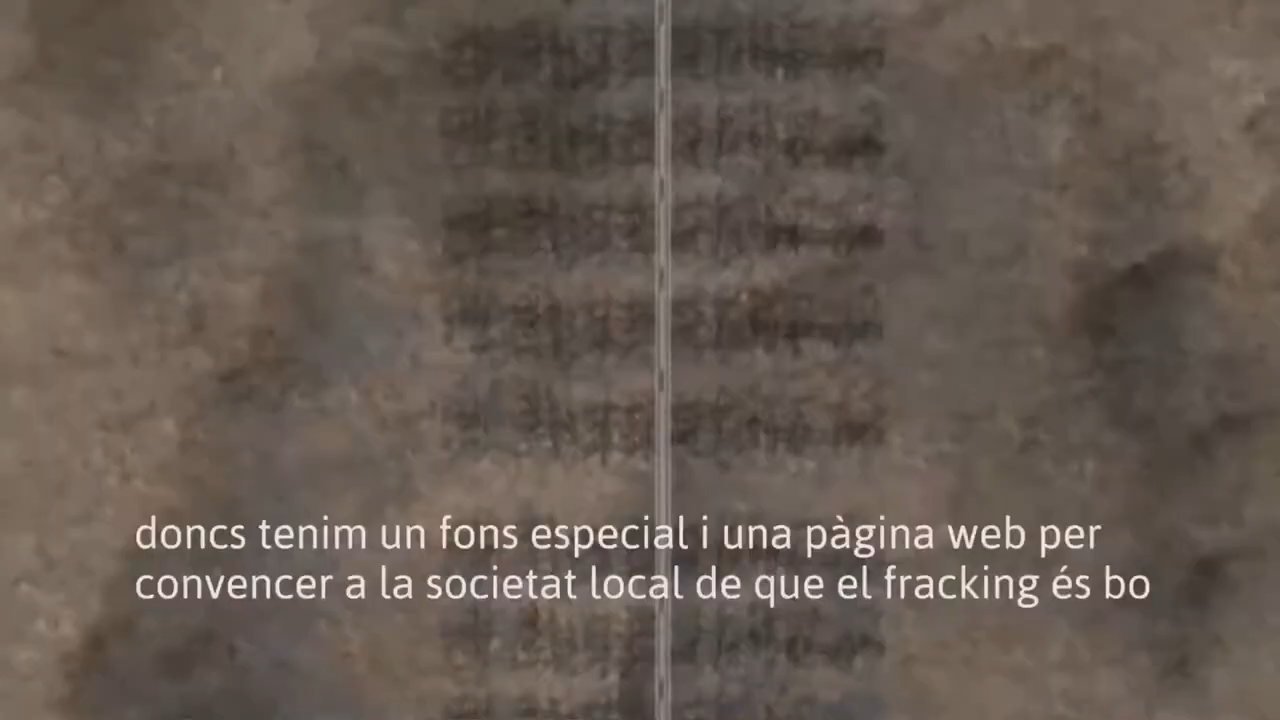 doncs tenim un fons especial i una pàgina web per
convencer a la societat local de que el fracking és bo